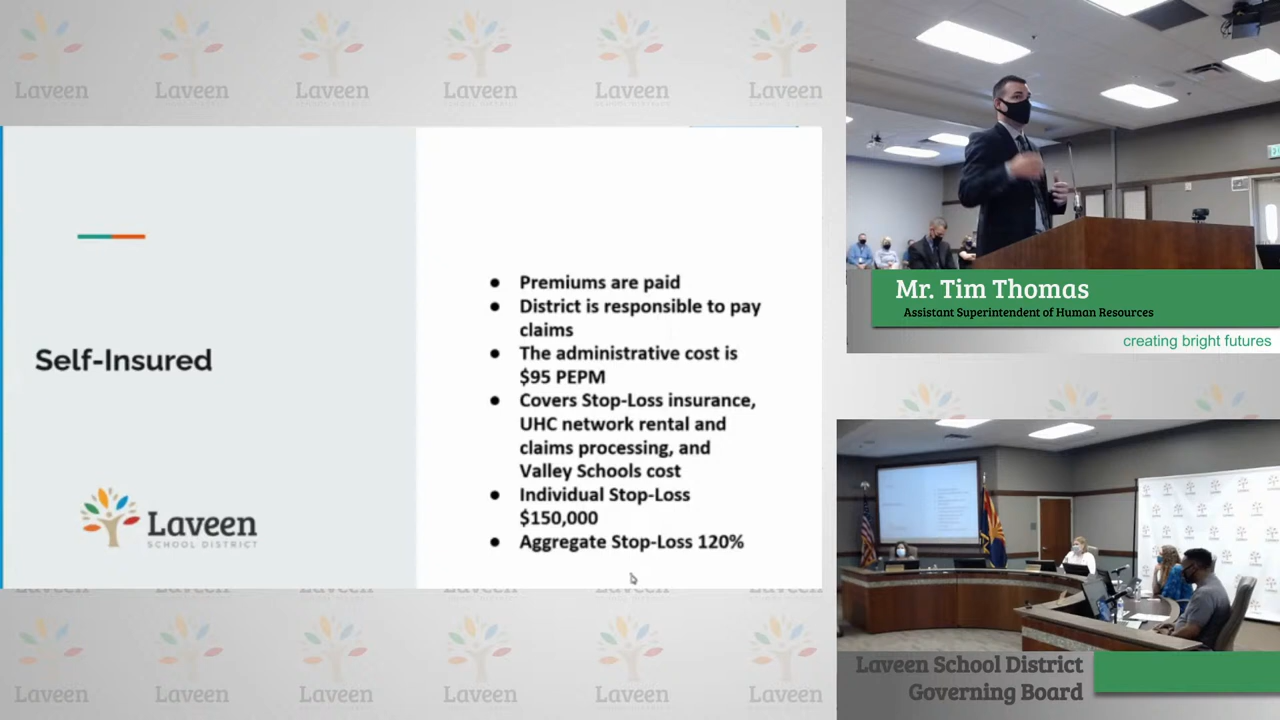 Laveen
Laveen
Laveen
Laveen
Laveen
Laveen
Self-Insured
Laveen
SCHOOL DISTRICT
● Premiums are paid
● District is responsible to pay
claims
● The administrative cost is
$95 PEPM
● Covers Stop-Loss insurance,
UHC network rental and
claims processing, and
Valley Schools cost
● Individual Stop-Loss
$150,000
● Aggregate Stop-Loss 120%
Mr. Tim Thomas
Assistant Superintendent of Human Resources
creating bright futures
Laveen School District
Governing Board
Laveen
Laveen
Laveen
Laveen
Laveen
Laveen